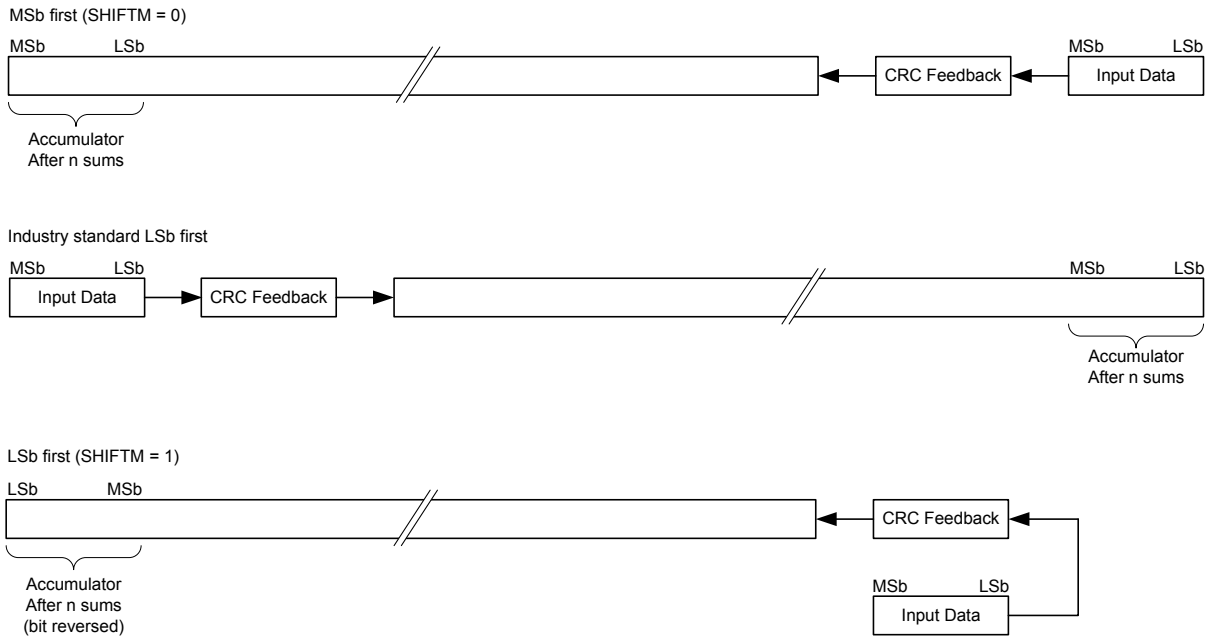 MSb first (SHIFTM = 0)
MSb LSb
MSb LSb
CRC Feedback
Input Data
Accumulator
After n sums
Industry standard LSb first
MSb LSb
MSb LSb
Input Data
CRC Feedback
Accumulator
After n sums
LSb first (SHIFTM = 1)
LSb MSb
CRC Feedback
Accumulator
After n sums
(bit reversed)
MSb LSb
Input Data